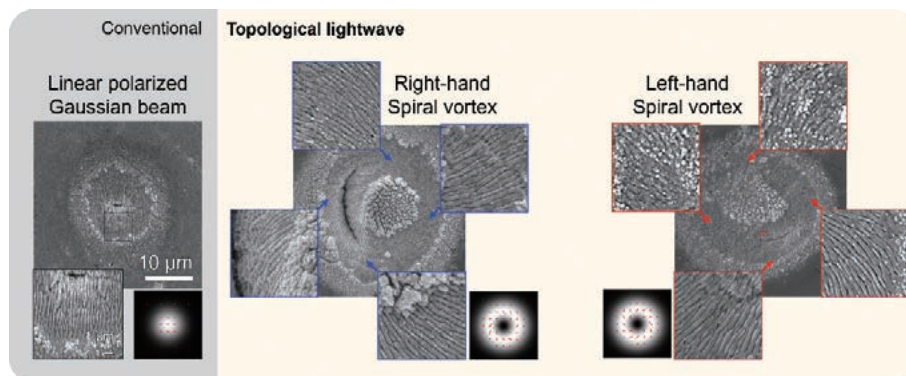 Conventional
Topological lightwave
Linear polarized
Gaussian beam
Right-hand
Spiral vortex
Left-hand
Spiral vortex
10 μm